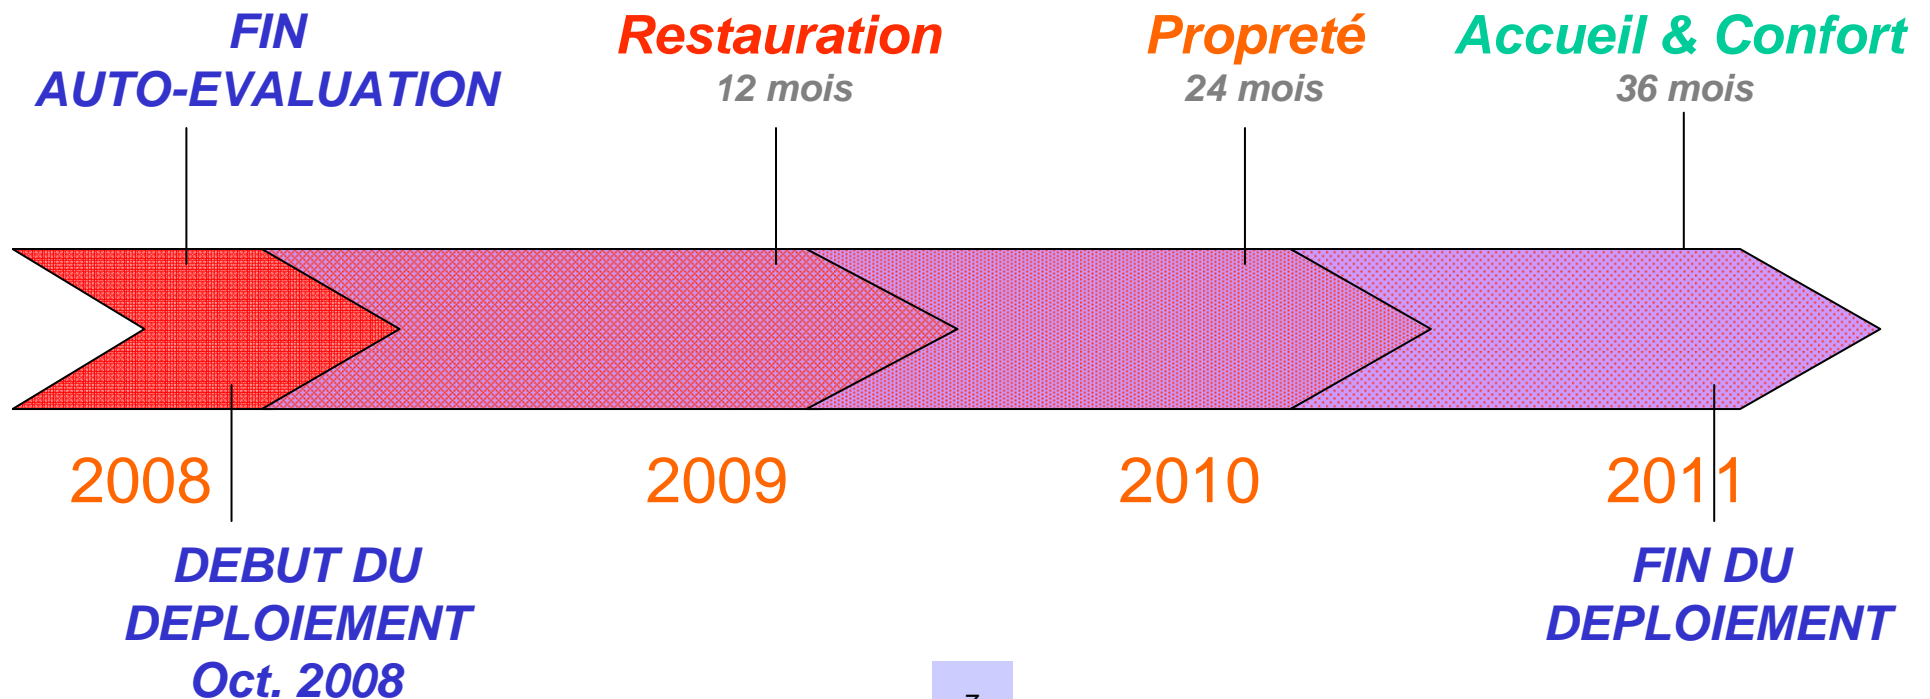 FIN
AUTO-EVALUATION
Restauration
12 mois
Propreté
24 mois
Accueil & Confort
36 mois
2008
2009
2010
2011
DEBUT DU
DEPLOIEMENT
Oct. 2008
FIN DU
DEPLOIEMENT